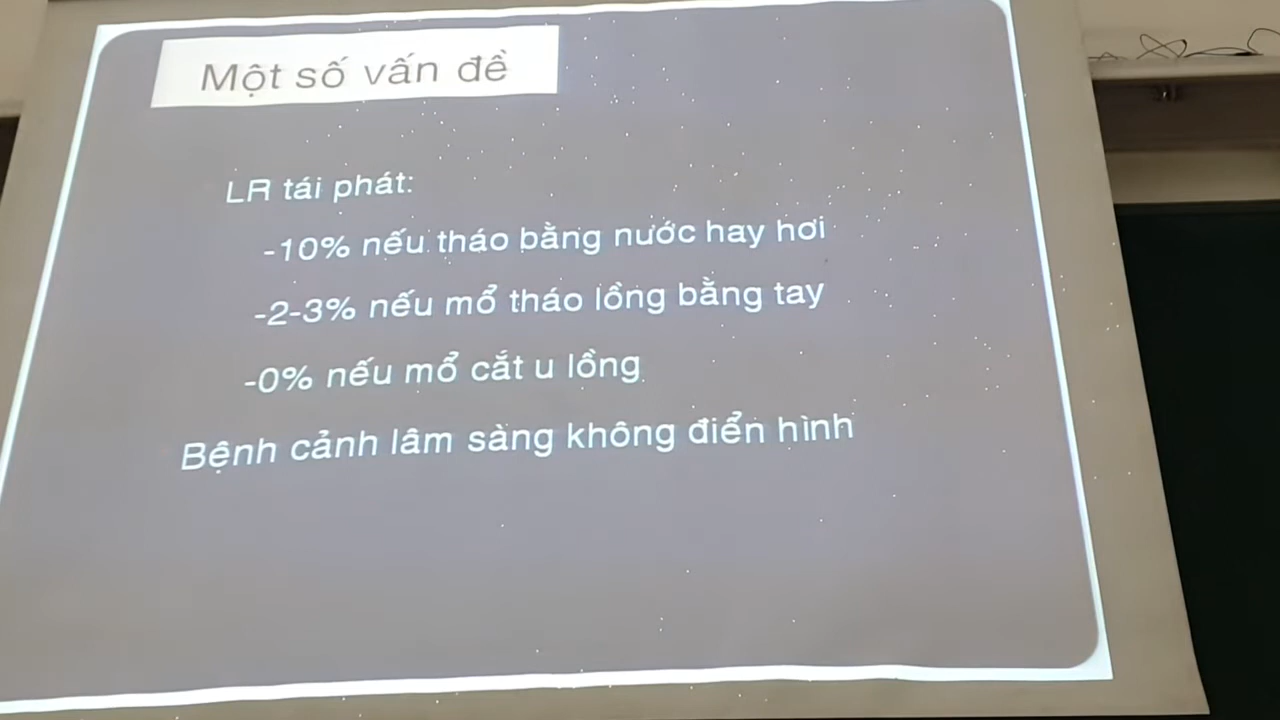 Một số vấn đề
LR tái phát:
-10% nếu tháo bằng nước hay hơi
-2-3% nếu mổ tháo lồng bằng tay
-0% nếu mổ cắt u lồng
Bệnh cảnh lâm sàng không điển hình